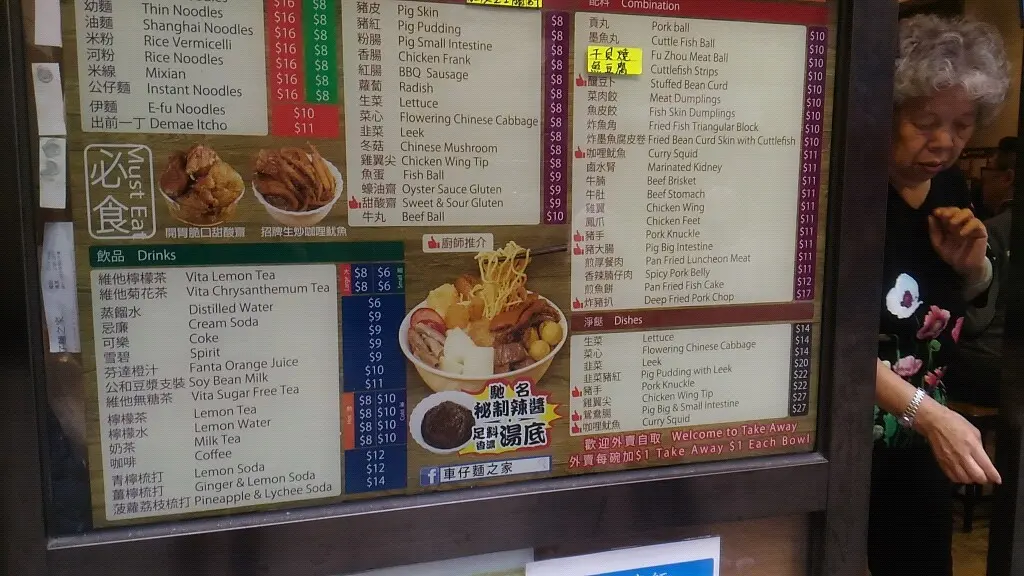 幼麵 Thin Noodles $16 $8
Shanghai Noodles $16 $8
米粉 Rice Vermicelli $16 $8
河粉 Rice Noodles $16 $8
米線 Mixian $16 $8
公仔麵 Instant Noodles $16 $8
伊麵 E-fu Noodles $10
出前一丁 Demae Itcho $11
必食 Must Eat
開胃脆口甜酸齋
招牌生炒咖哩魷魚
飲品 Drinks
維他檸檬茶 Vita Lemon Tea $8 $6
維他菊花茶 Vita Chrysanthemum Tea $8 $6
蒸餾水 Distilled Water $6
忌廉 Cream Soda $9
可樂 Coke $9
雪碧 Spirit $9
芬達橙汁 Fanta Orange Juice $9
公和豆漿支裝 Soy Bean Milk $10
維他無糖茶 Vita Sugar Free Tea $11
檸檬茶 Lemon Tea $8 $10
檸檬水 Lemon Water $8 $10
奶茶 Milk Tea $8 $10
咖啡 Coffee $8 $10
青檸梳打 Lemon Soda $12
薑檸梳打 Ginger & Lemon Soda $12
菠蘿荔枝梳打 Pineapple & Lychee Soda $14
豬皮 Pig Skin $8
豬紅 Pig Pudding $8
粉腸 Pig Small Intestine $8
香腸 Chicken Frank $8
紅腸 BBQ Sausage $8
蘿蔔 Radish $8
生菜 Lettuce $8
菜心 Flowering Chinese Cabbage $8
韭菜 Leek $8
冬菇 Chinese Mushroom $8
雞翼尖 Chicken Wing Tip $8
魚蛋 Fish Ball $9
蠔油齋 Oyster Sauce Gluten $9
甜酸齋 Sweet & Sour Gluten $9
牛丸 Beef Ball $10
廚師推介
馳名
秘制辣醬
足料
湯底
f 車仔麵之家
配料 Combination
貢丸 Pork ball $10
墨魚丸 Cuttle Fish Ball $10
干貝燒 Fu Zhou Meat Ball $10
魚豆腐 Cuttlefish Strips $10
釀豆卜 Stuffed Bean Curd $10
菜肉餃 Meat Dumplings $10
魚皮餃 Fish Skin Dumplings $10
炸魚角 Fried Fish Triangular Block $10
炸墨魚腐皮卷 Fried Bean Curd Skin with Cuttlefish $10
咖哩魷魚 Curry Squid $11
鹵水腎 Marinated Kidney $11
牛腩 Beef Brisket $11
牛肚 Beef Stomach $11
雞翼 Chicken Wing $11
鳳爪 Chicken Feet $11
豬手 Pork Knuckle $11
豬大腸 Pig Big Intestine $11
煎厚餐肉 Pan Fried Luncheon Meat $11
香辣腩仔肉 Spicy Pork Belly $11
煎魚餅 Pan Fried Fish Cake $12
炸豬扒 Deep Fried Pork Chop $17
淨餸 Dishes
生菜 Lettuce $14
菜心 Flowering Chinese Cabbage $14
韭菜 Leek $14
韭菜豬紅 Pig Pudding with Leek $20
豬手 Pork Knuckle $22
雞翼尖 Chicken Wing Tip $22
鴛鴦腸 Pig Big & Small Intestine $27
咖哩魷魚 Curry Squid $27
歡迎外賣自取 Welcome to Take Away
外賣每碗加$1 Take Away $1 Each Bowl